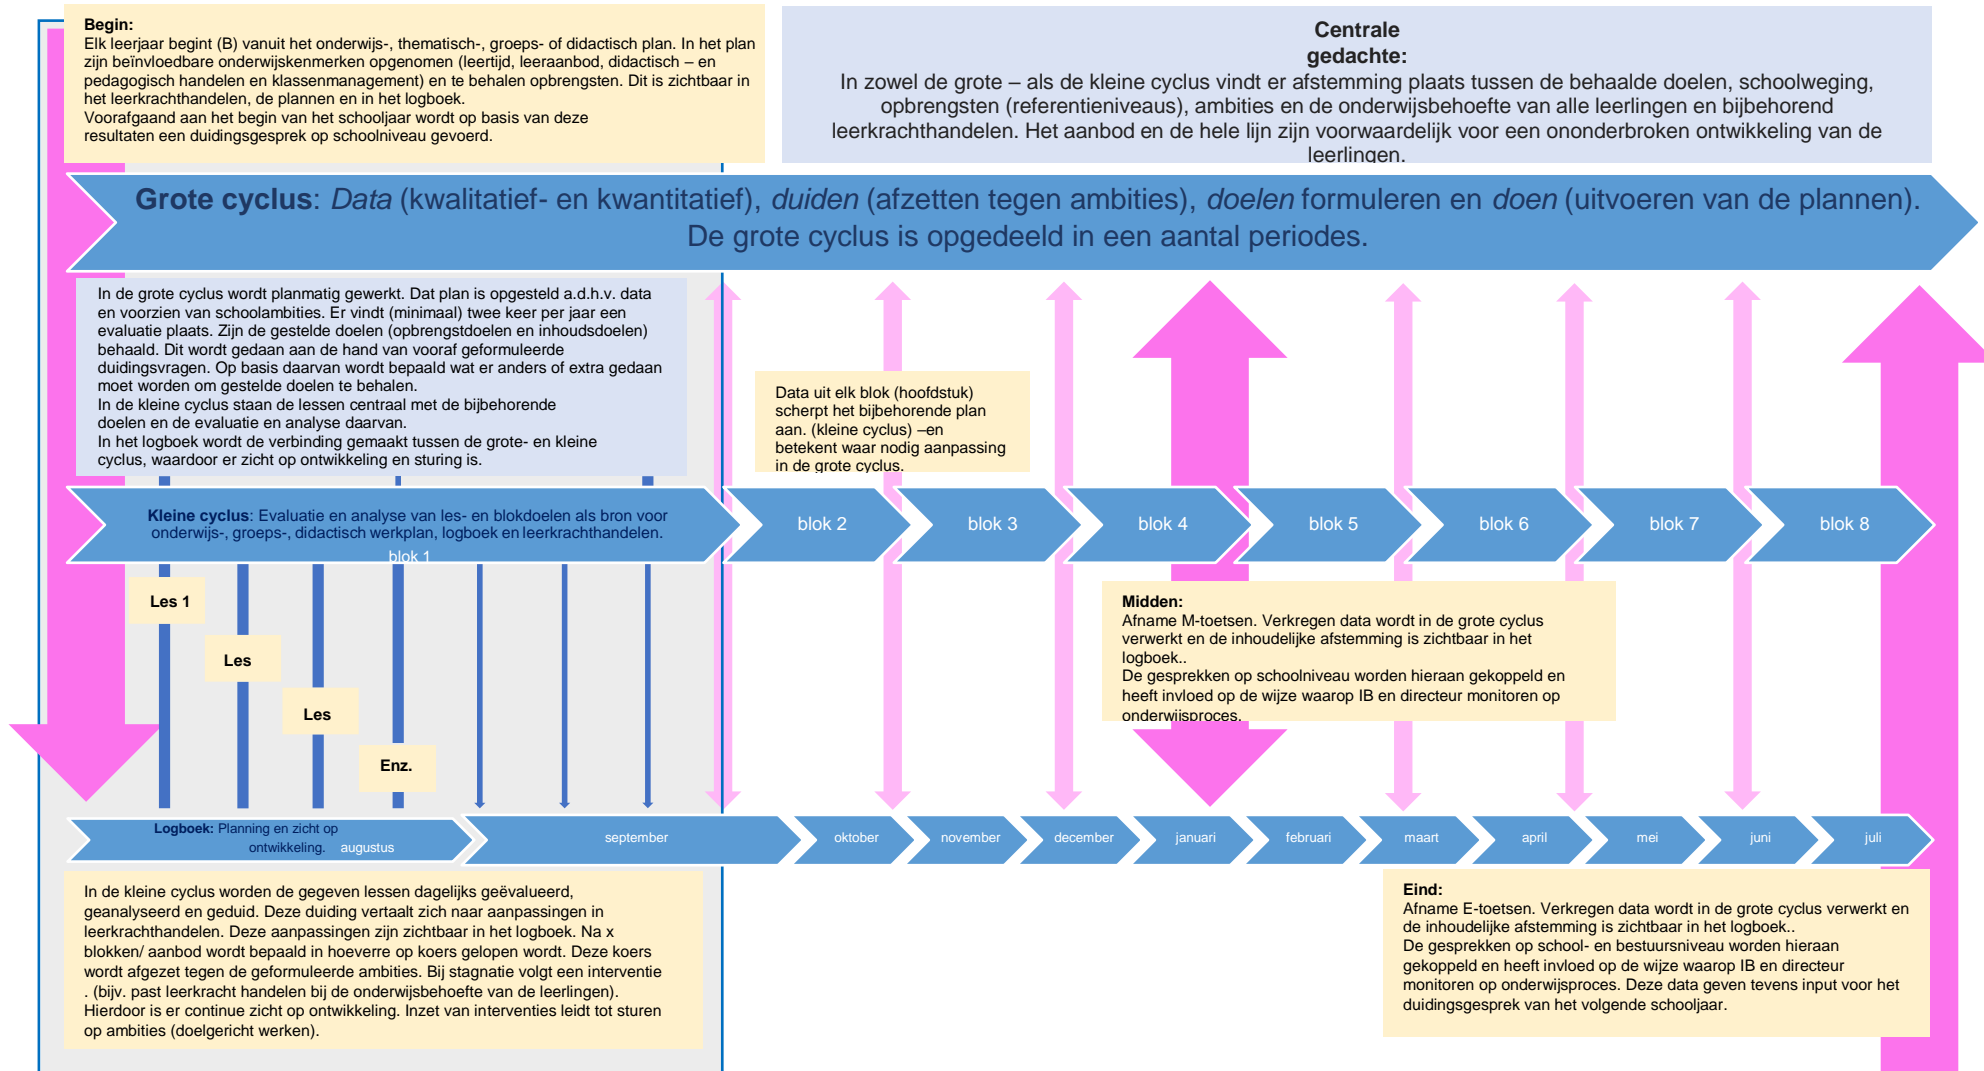 Begin:
Elk leerjaar begint (B) vanuit het onderwijs-, thematisch-, groeps- of didactisch plan. In het plan
zijn beïnvloedbare onderwijskenmerken opgenomen (leertijd, leeraanbod, didactisch – en
pedagogisch handelen en klassenmanagement) en te behalen opbrengsten. Dit is zichtbaar in
het leerkrachthandelen, de plannen en in het logboek.
Voorafgaand aan het begin van het schooljaar wordt op basis van deze
resultaten een duidingsgesprek op schoolniveau gevoerd.
Centrale
gedachte:
In zowel de grote – als de kleine cyclus vindt er afstemming plaats tussen de behaalde doelen, schoolweging,
opbrengsten (referentieniveaus), ambities en de onderwijsbehoefte van alle leerlingen en bijbehorend
leerkrachthandelen. Het aanbod en de hele lijn zijn voorwaardelijk voor een ononderbroken ontwikkeling van de
leerlingen.
Grote cyclus: Data (kwalitatief- en kwantitatief), duiden (afzetten tegen ambities), doelen formuleren en doen (uitvoeren van de plannen).
De grote cyclus is opgedeeld in een aantal periodes.
In de grote cyclus wordt planmatig gewerkt. Dat plan is opgesteld a.d.h.v. data
en voorzien van schoolambities. Er vindt (minimaal) twee keer per jaar een
evaluatie plaats. Zijn de gestelde doelen (opbrengstdoelen en inhoudsdoelen)
behaald. Dit wordt gedaan aan de hand van vooraf geformuleerde
duidingsvragen. Op basis daarvan wordt bepaald wat er anders of extra gedaan
moet worden om gestelde doelen te behalen.
In de kleine cyclus staan de lessen centraal met de bijbehorende
doelen en de evaluatie en analyse daarvan.
In het logboek wordt de verbinding gemaakt tussen de grote- en kleine
cyclus, waardoor er zicht op ontwikkeling en sturing is.
Data uit elk blok (hoofdstuk)
scherpt het bijbehorende plan
aan. (kleine cyclus) –en
betekent waar nodig aanpassing
in de grote cyclus.
Kleine cyclus: Evaluatie en analyse van les- en blokdoelen als bron voor
onderwijs-, groeps-, didactisch werkplan, logboek en leerkrachthandelen.
blok 1
blok 2
blok 3
blok 4
blok 5
blok 6
blok 7
blok 8
Les 1
Les
Les
Enz.
Midden:
Afname M-toetsen. Verkregen data wordt in de grote cyclus
verwerkt en de inhoudelijke afstemming is zichtbaar in het
logboek..
De gesprekken op schoolniveau worden hieraan gekoppeld en
heeft invloed op de wijze waarop IB en directeur monitoren op
onderwijsproces.
Logboek: Planning en zicht op
ontwikkeling. augustus
september
oktober
november
december
januari
februari
maart
april
mei
juni
juli
In de kleine cyclus worden de gegeven lessen dagelijks geëvalueerd,
geanalyseerd en geduid. Deze duiding vertaalt zich naar aanpassingen in
leerkrachthandelen. Deze aanpassingen zijn zichtbaar in het logboek. Na x
blokken/ aanbod wordt bepaald in hoeverre op koers gelopen wordt. Deze koers
wordt afgezet tegen de geformuleerde ambities. Bij stagnatie volgt een interventie
. (bijv. past leerkracht handelen bij de onderwijsbehoefte van de leerlingen).
Hierdoor is er continue zicht op ontwikkeling. Inzet van interventies leidt tot sturen
op ambities (doelgericht werken).
Eind:
Afname E-toetsen. Verkregen data wordt in de grote cyclus verwerkt en
de inhoudelijke afstemming is zichtbaar in het logboek..
De gesprekken op school- en bestuursniveau worden hieraan
gekoppeld en heeft invloed op de wijze waarop IB en directeur
monitoren op onderwijsproces. Deze data geven tevens input voor het
duidingsgesprek van het volgende schooljaar.